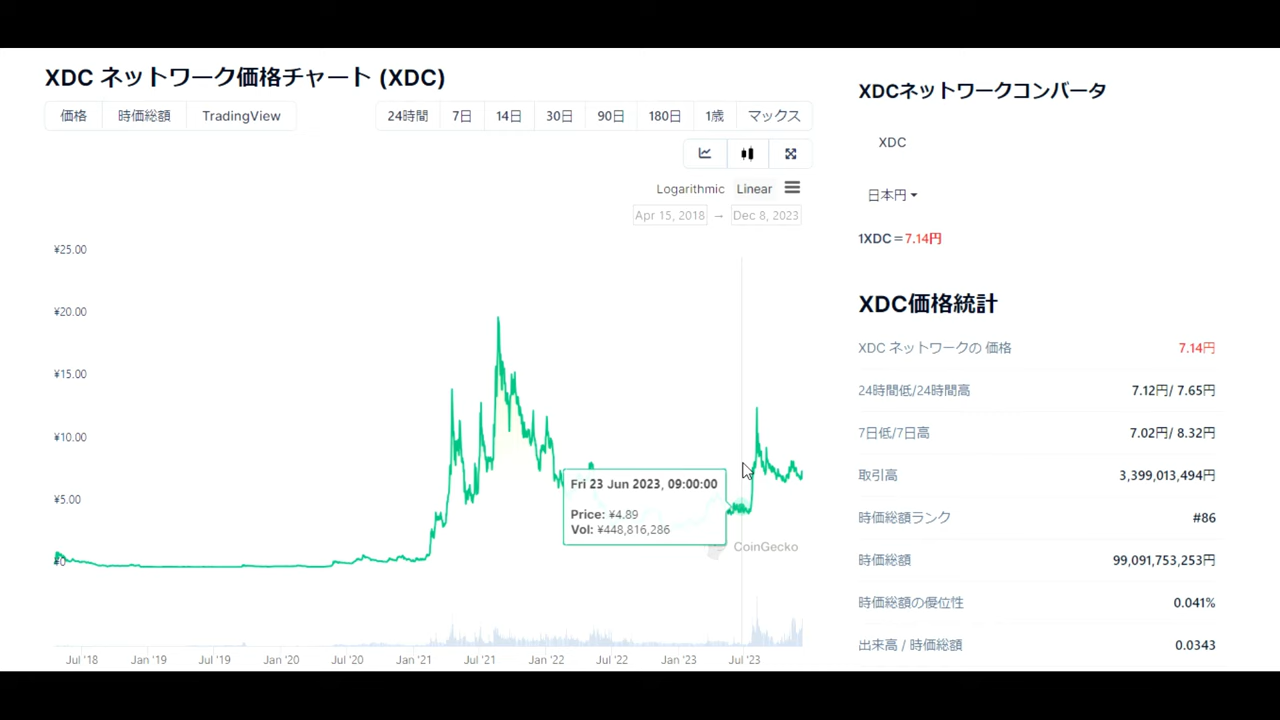 XDC ネットワーク価格チャート (XDC)
価格 時価総額 TradingView
24時間 7日 14日 30日 90日 180日 1歳 マックス
Logarithmic Linear
Apr 15, 2018 → Dec 8, 2023
¥25.00
¥20.00
¥15.00
¥10.00
¥5.00
¥0
Fri 23 Jun 2023, 09:00:00
Price: ¥4.89
Vol: ¥448,816,286
CoinGecko
Jul '18 Jan '19 Jul '19 Jan '20 Jul '20 Jan '21 Jul '21 Jan '22 Jul '22 Jan '23 Jul '23
XDCネットワークコンバータ
XDC
日本円
1XDC＝7.14円
XDC価格統計
XDC ネットワークの 価格 7.14円
24時間低/24時間高 7.12円/ 7.65円
7日低/7日高 7.02円/ 8.32円
取引高 3,399,013,494円
時価総額ランク #86
時価総額 99,091,753,253円
時価総額の優位性 0.041%
出来高 / 時価総額 0.0343